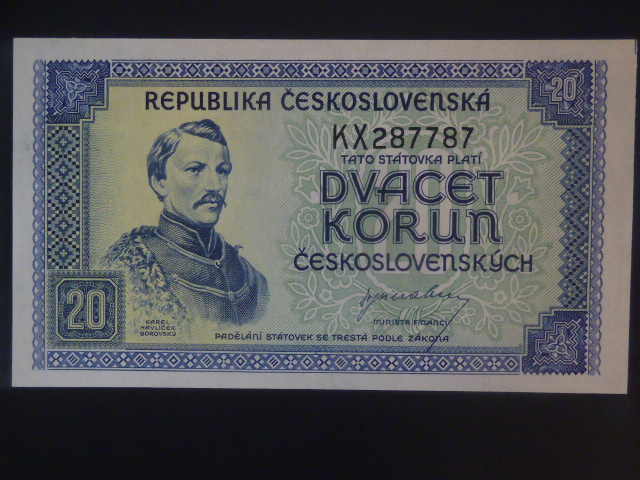 20
REPUBLIKA ČESKOSLOVENSKÁ
KX287787
TATO STÁTOVKA PLATÍ
DVACET
KORUN
ČESKOSLOVENSKÝCH
MINISTR FINANCÍ
20
KAREL
HAVLÍČEK
BOROVSKÝ
PADĚLÁNÍ STÁTOVEK SE TRESTÁ PODLE ZÁKONA